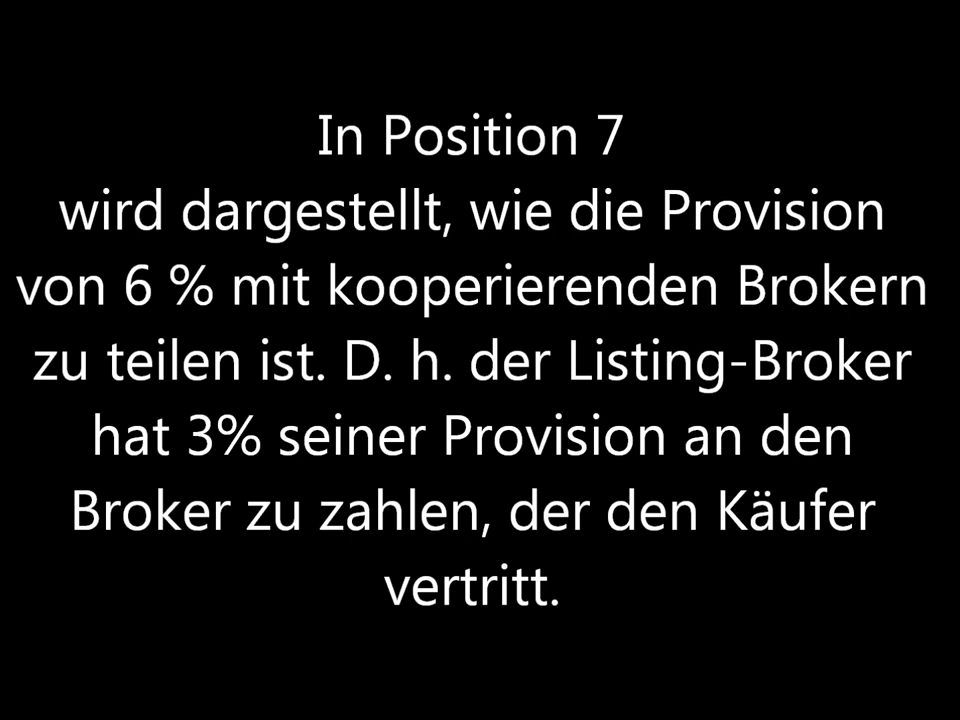 In Position 7
wird dargestellt, wie die Provision
von 6 % mit kooperierenden Brokern
zu teilen ist. D. h. der Listing-Broker
hat 3% seiner Provision an den
Broker zu zahlen, der den Käufer
vertritt.